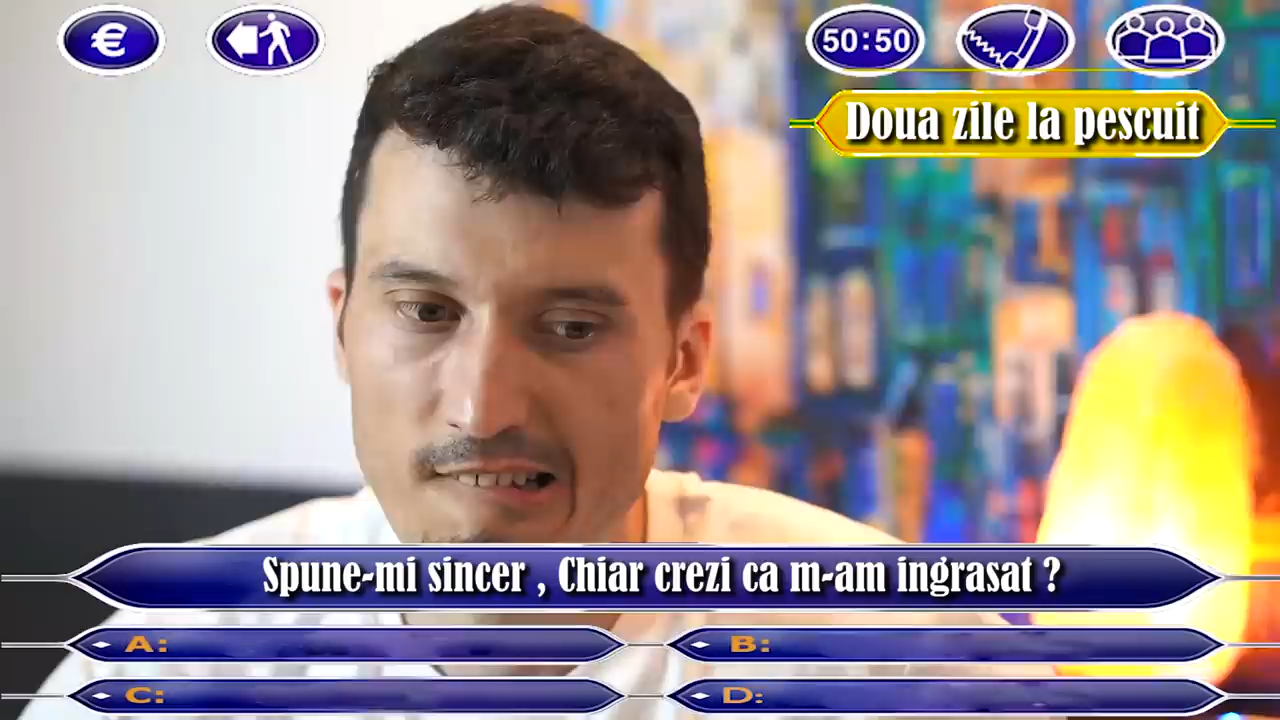 €
50:50
Doua zile la pescuit
Spune-mi sincer , Chiar crezi ca m-am ingrasat ?
A:
B:
C:
D: